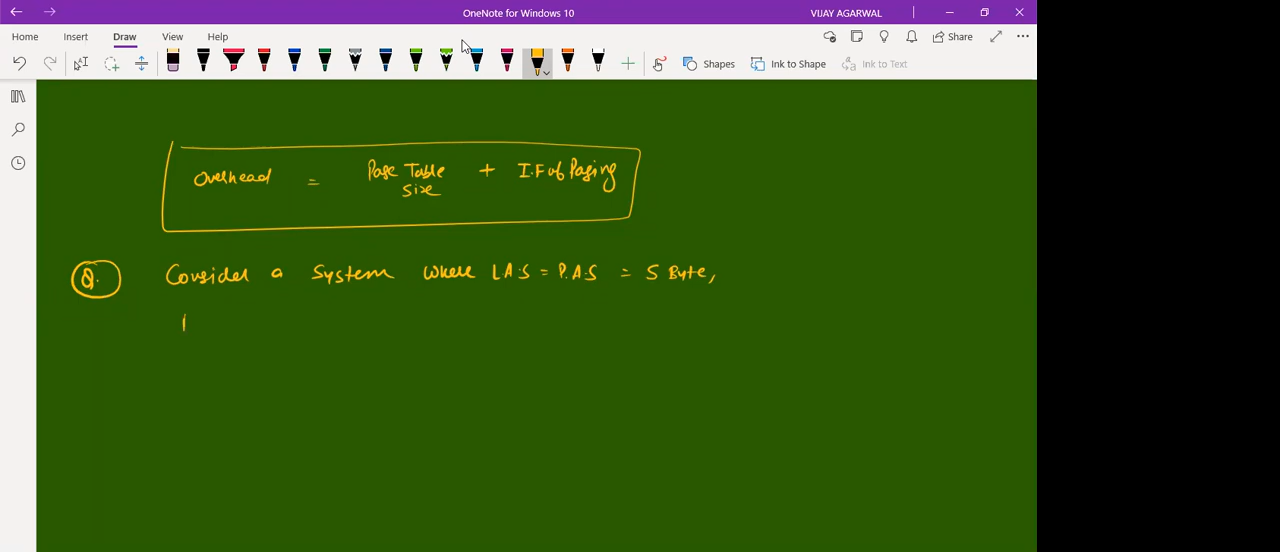 OneNote for Windows 10
VIJAY AGARWAL
Home Insert Draw View Help
Share
Shapes Ink to Shape Ink to Text
Overhead = Page Table Size + I.F of Paging
Q. Consider a System where L.A.S = P.A.S = S Byte,